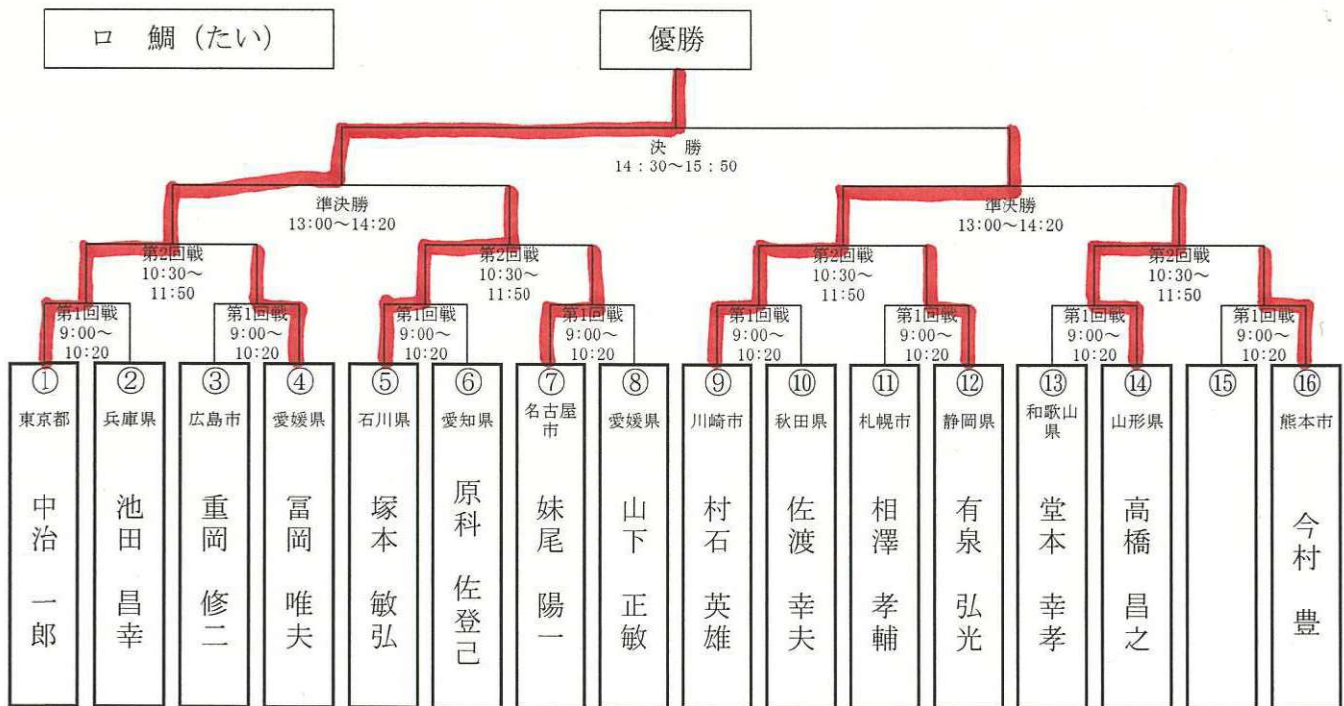 ロ 鯛(たい)
優勝
決 勝
14:30～15:50
準決勝
13:00～14:20
準決勝
13:00～14:20
第2回戦
10:30～
11:50
第2回戦
10:30～
11:50
第2回戦
10:30～
11:50
第2回戦
10:30～
11:50
第1回戦
9:00～
10:20
第1回戦
9:00～
10:20
第1回戦
9:00～
10:20
第1回戦
9:00～
10:20
第1回戦
9:00～
10:20
第1回戦
9:00～
10:20
第1回戦
9:00～
10:20
第1回戦
9:00～
10:20
①
東京都
中治 一郎
②
兵庫県
池田 昌幸
③
広島市
重岡 修二
④
愛媛県
冨岡 唯夫
⑤
石川県
塚本 敏弘
⑥
愛知県
原科 佐登己
⑦
名古屋
市
妹尾 陽一
⑧
愛媛県
山下 正敏
⑨
川崎市
村石 英雄
⑩
秋田県
佐渡 幸夫
⑪
札幌市
相澤 孝輔
⑫
静岡県
有泉 弘光
⑬
和歌山
県
堂本 幸孝
⑭
山形県
高橋 昌之
⑮
⑯
熊本市
今村 豊